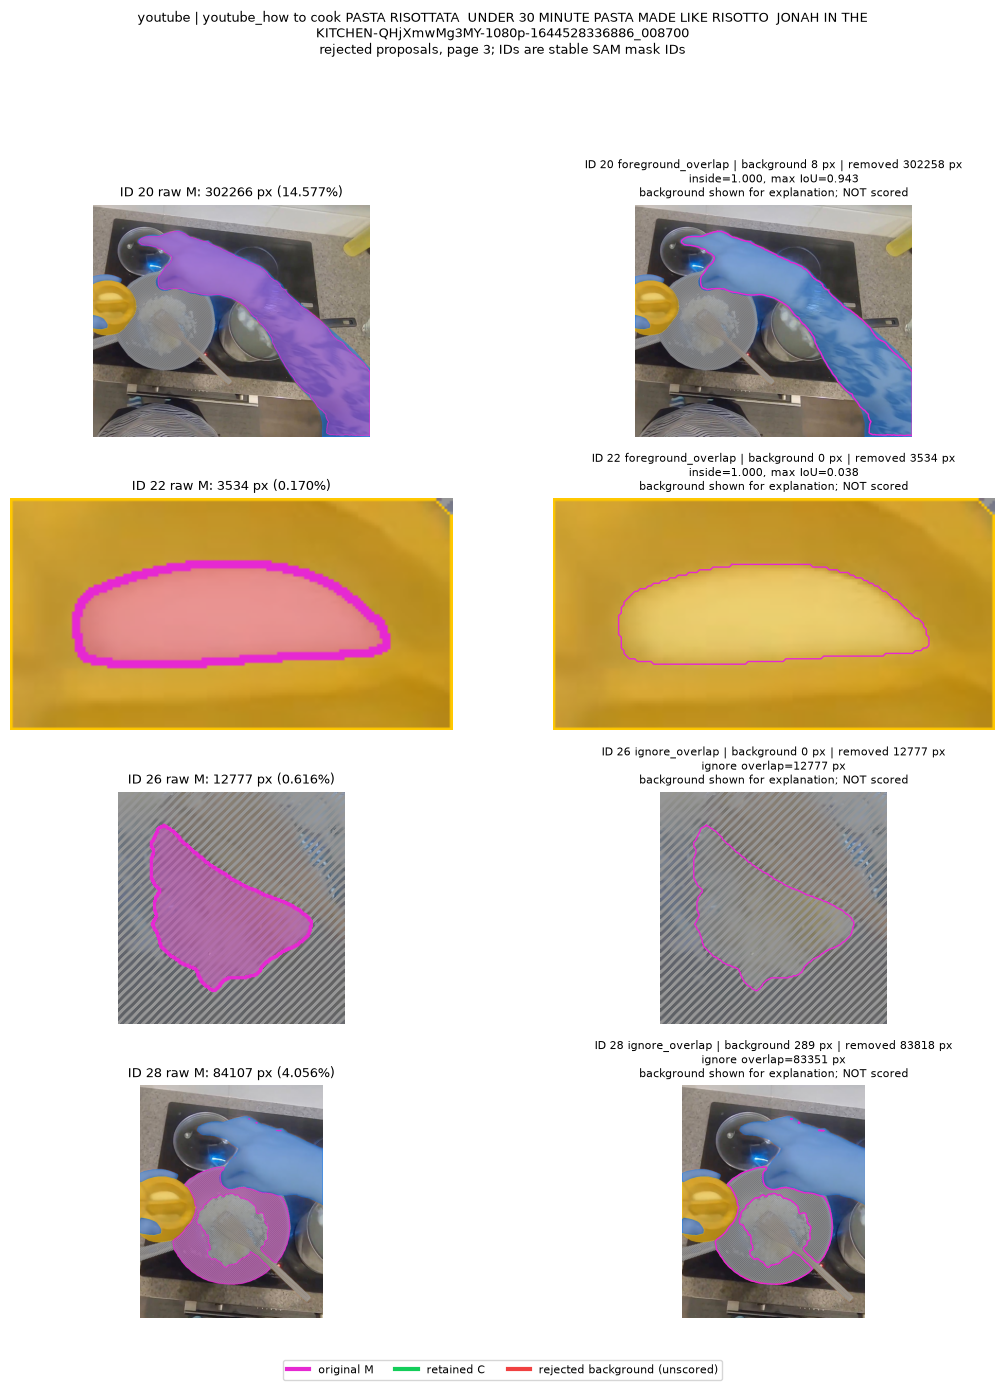 youtube | youtube_how to cook PASTA RISOTTATA  UNDER 30 MINUTE PASTA MADE LIKE RISOTTO  JONAH IN THE
KITCHEN-QHjXmwMg3MY-1080p-1644528336886_008700
rejected proposals, page 3; IDs are stable SAM mask IDs
ID 20 raw M: 302266 px (14.577%)
ID 20 foreground_overlap | background 8 px | removed 302258 px
inside=1.000, max IoU=0.943
background shown for explanation; NOT scored
ID 22 raw M: 3534 px (0.170%)
ID 22 foreground_overlap | background 0 px | removed 3534 px
inside=1.000, max IoU=0.038
background shown for explanation; NOT scored
ID 26 raw M: 12777 px (0.616%)
ID 26 ignore_overlap | background 0 px | removed 12777 px
ignore overlap=12777 px
background shown for explanation; NOT scored
ID 28 raw M: 84107 px (4.056%)
ID 28 ignore_overlap | background 289 px | removed 83818 px
ignore overlap=83351 px
background shown for explanation; NOT scored
original M
retained C
rejected background (unscored)